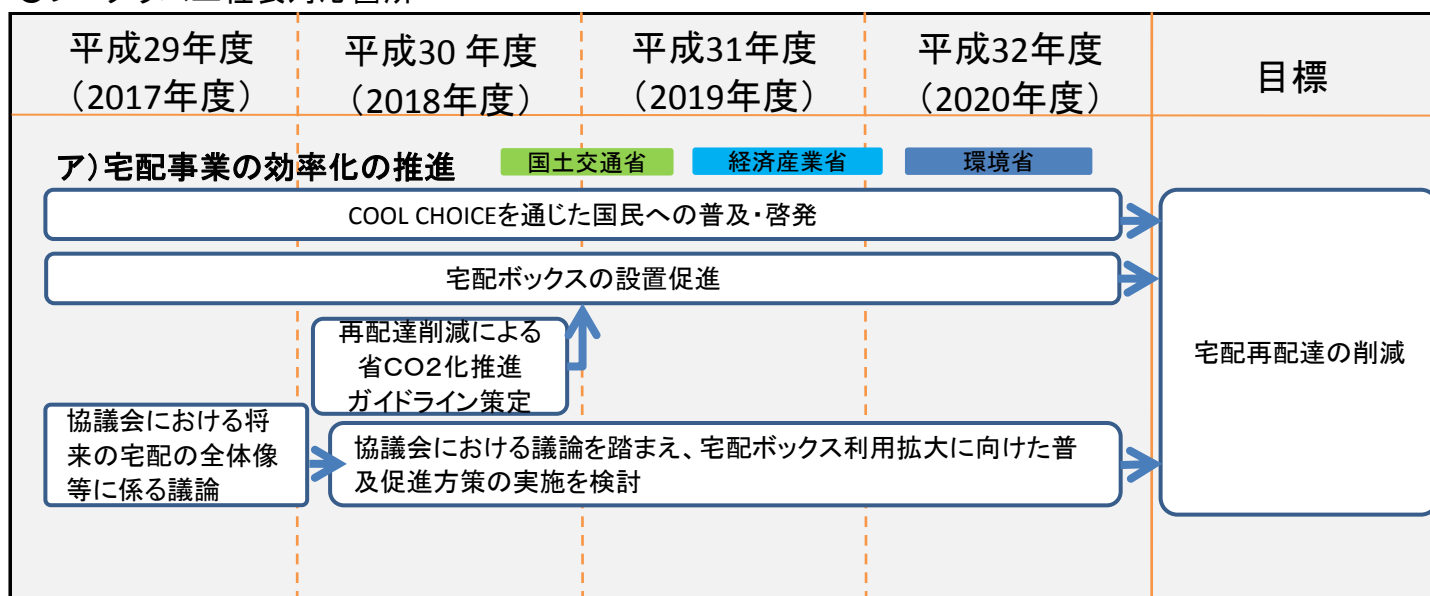 平成29年度
(2017年度)
平成30 年度
(2018年度)
平成31年度
(2019年度)
平成32年度
(2020年度)
目標
ア)宅配事業の効率化の推進
国土交通省
経済産業省
環境省
COOL CHOICEを通じた国民への普及・啓発
宅配ボックスの設置促進
再配達削減による
省CO2化推進
ガイドライン策定
宅配再配達の削減
協議会における将
来の宅配の全体像
等に係る議論
協議会における議論を踏まえ、宅配ボックス利用拡大に向けた普
及促進方策の実施を検討